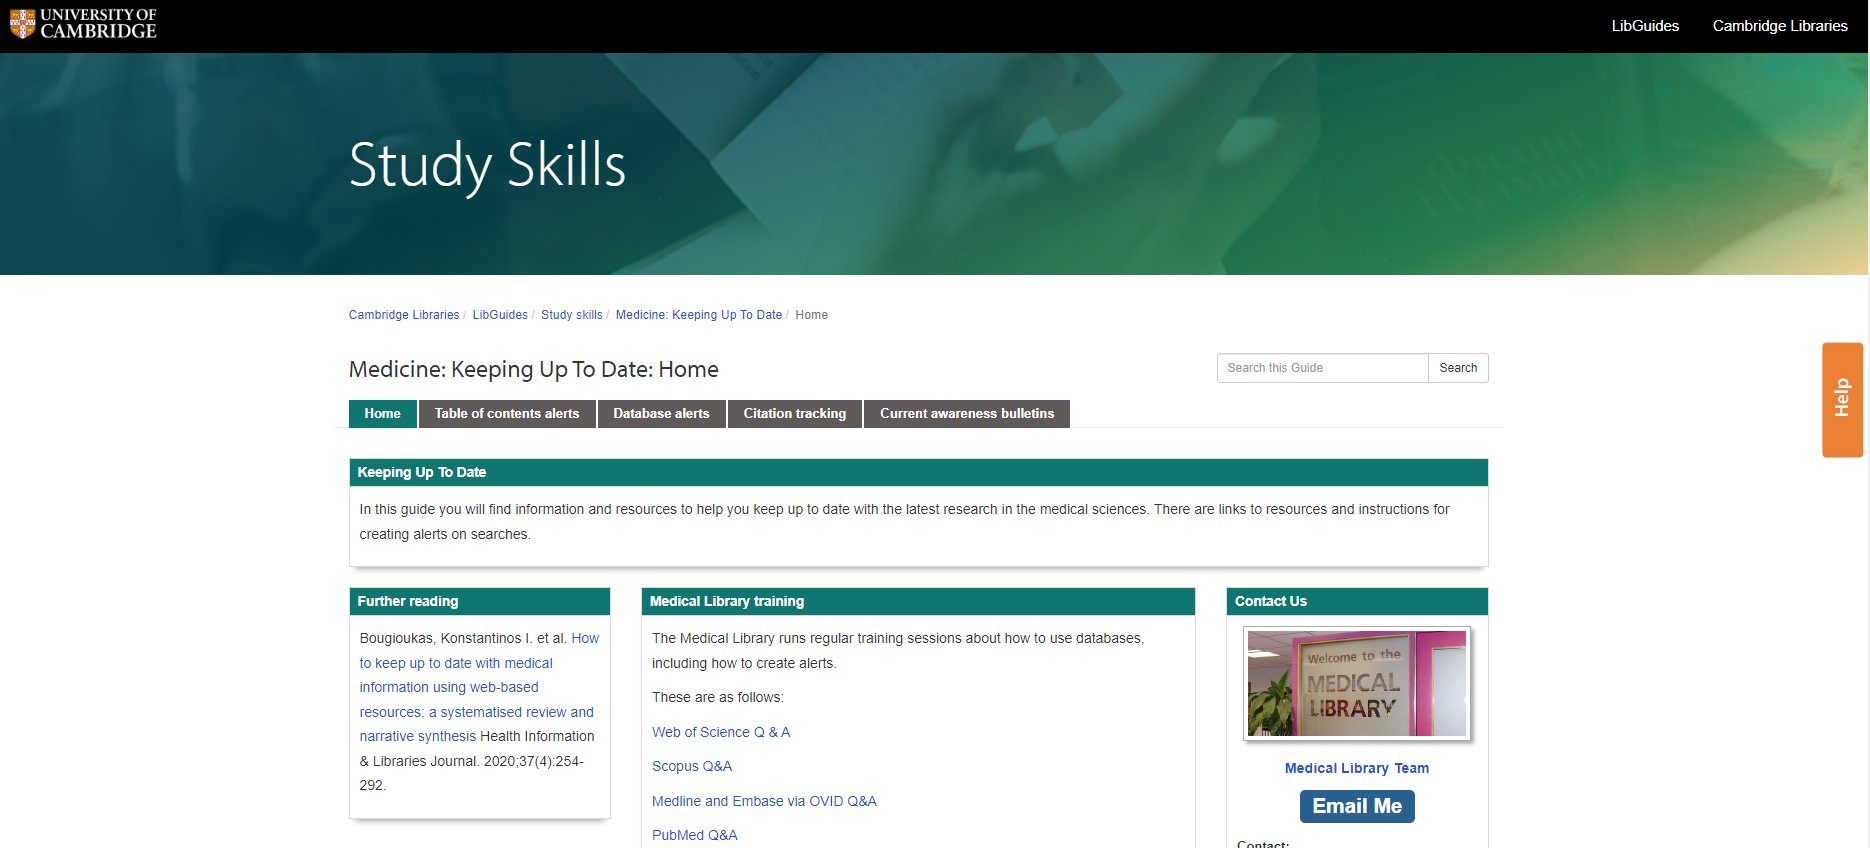 UNIVERSITY OF
CAMBRIDGE
LibGuides
Cambridge Libraries
Study Skills
Cambridge Libraries / LibGuides / Study skills / Medicine: Keeping Up To Date / Home
Medicine: Keeping Up To Date: Home
Search this Guide
Search
Help
Home
Table of contents alerts
Database alerts
Citation tracking
Current awareness bulletins
Keeping Up To Date
In this guide you will find information and resources to help you keep up to date with the latest research in the medical sciences. There are links to resources and instructions for
creating alerts on searches.
Further reading
Bougioukas, Konstantinos I. et al. How
to keep up to date with medical
information using web-based
resources: a systematised review and
narrative synthesis Health Information
& Libraries Journal. 2020;37(4):254-
292.
Medical Library training
The Medical Library runs regular training sessions about how to use databases,
including how to create alerts.
These are as follows:
Web of Science Q & A
Scopus Q&A
Medline and Embase via OVID Q&A
PubMed Q&A
Contact Us
Welcome to the
MEDICAL
LIBRARY
Medical Library Team
Email Me
Contact: